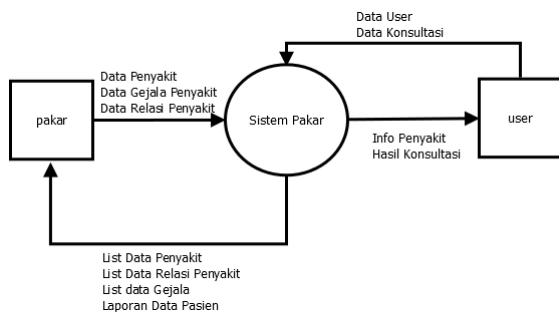 Data User
Data Konsultasi
Data Penyakit
Data Gejala Penyakit
Data Relasi Penyakit
pakar
Sistem Pakar
user
Info Penyakit
Hasil Konsultasi
List Data Penyakit
List Data Relasi Penyakit
List data Gejala
Laporan Data Pasien